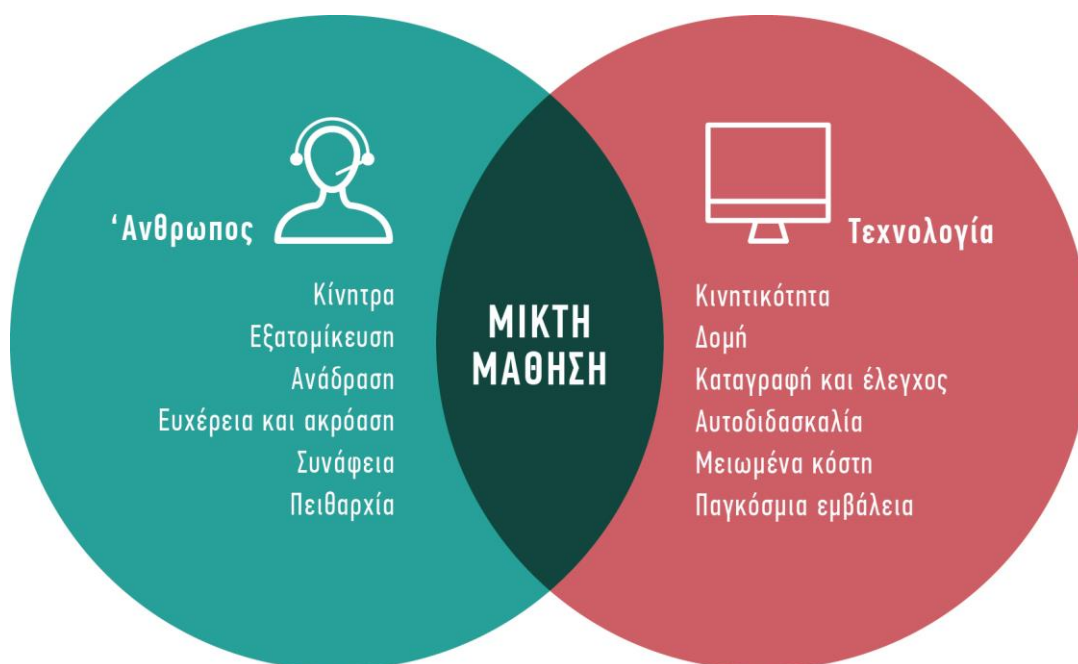 ‘Ανθρωπος
Κίνητρα
Εξατομίκευση
Ανάδραση
Ευχέρεια και ακρόαση
Συνάφεια
Πειθαρχία
ΜΙΚΤΗ
ΜΑΘΗΣΗ
Τεχνολογία
Κινητικότητα
Δομή
Καταγραφή και έλεγχος
Αυτοδιδασκαλία
Μειωμένα κόστη
Παγκόσμια εμβάλεια